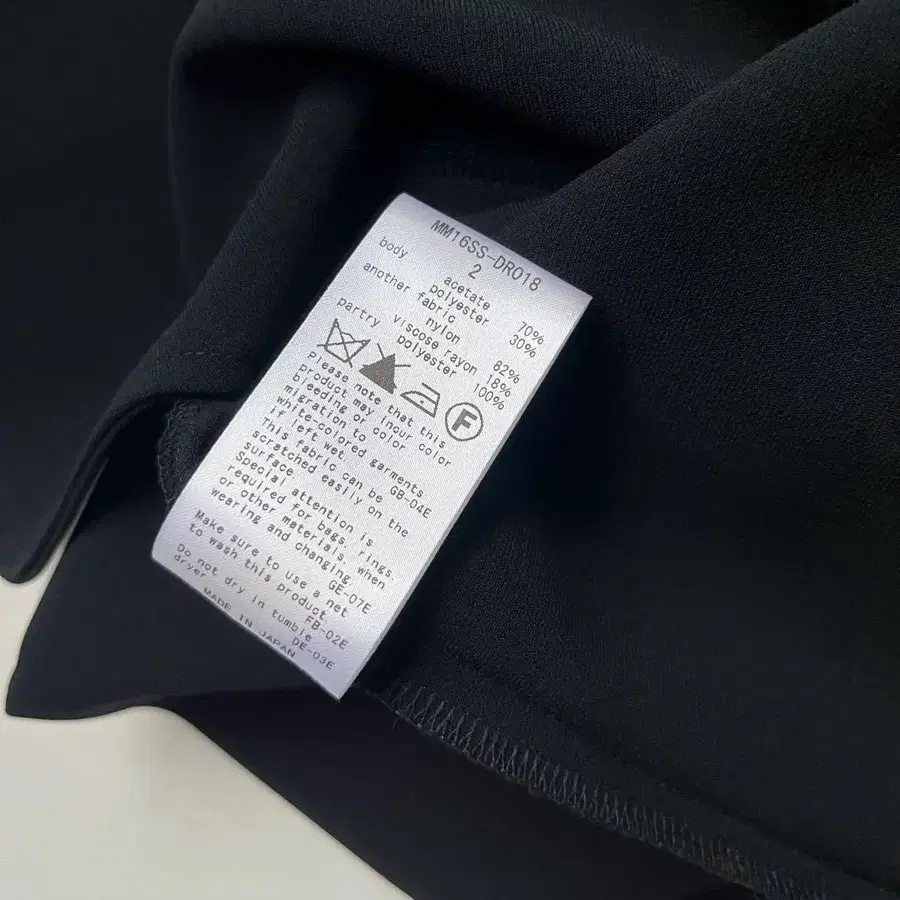 MM16SS-DR018
2
body acetate 70%
polyester 30%
another fabric
nylon 82%
viscose rayon 18%
partry polyester 100%
F
Please note that this
product may incur color
bleeding or color
migration to
white-colored garments
if left wet. GB-04E
This fabric can be
scratched easily on the
surface.
Special attention is
required for bags, rings,
or other materials, when
wearing and changing.
GE-07E
Make sure to use a net
to wash this product.
FB-02E
Do not dry in tumble
dryer DE-03E
MADE IN JAPAN